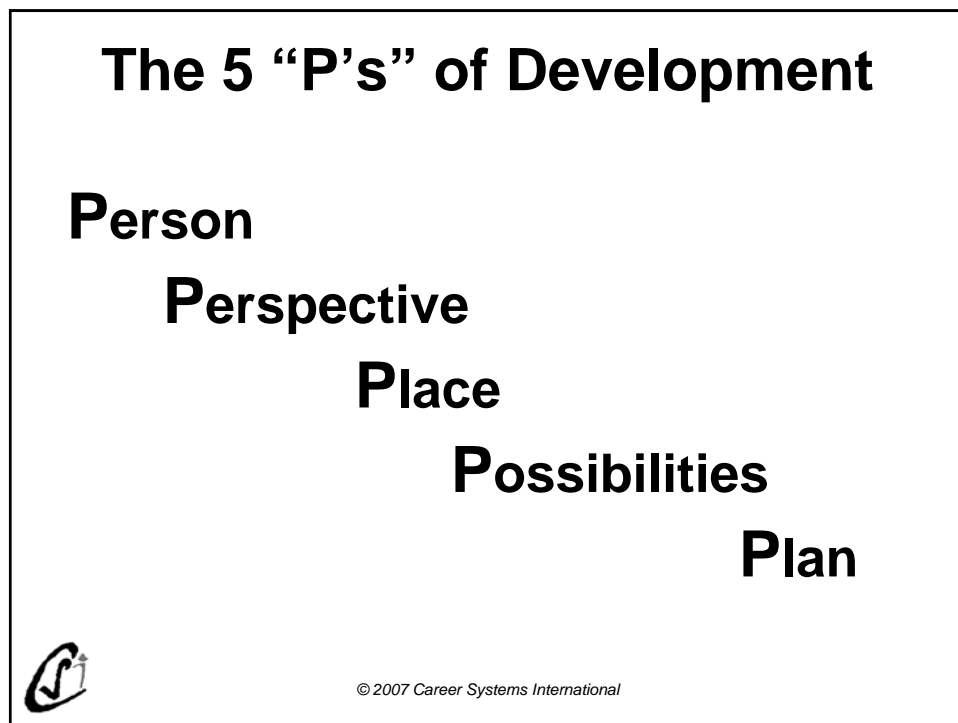 The 5 “P’s” of Development
Person
Perspective
Place
Possibilities
Plan
© 2007 Career Systems International